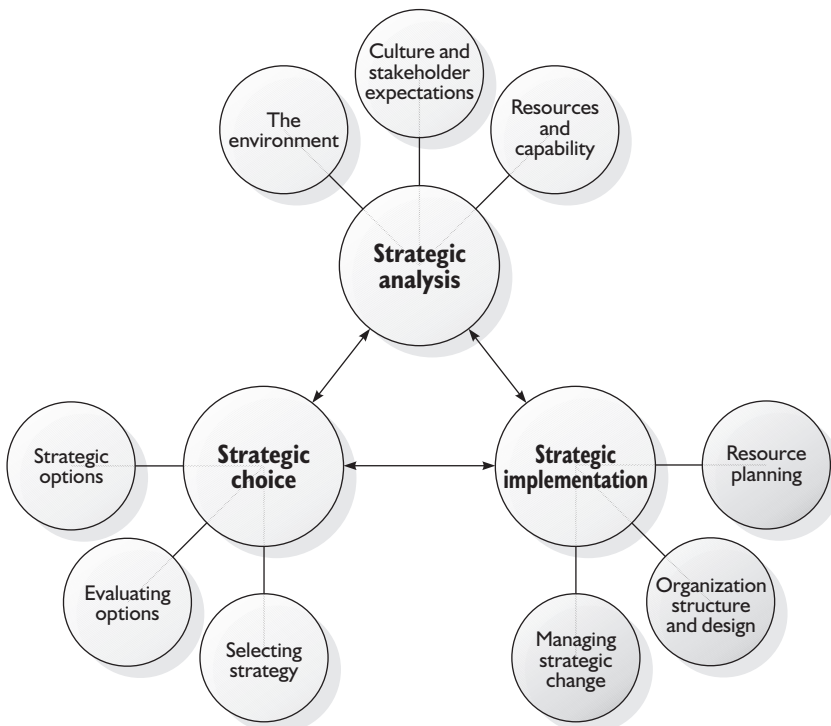 Culture and
stakeholder
expectations
The
environment
Resources
and
capability
Strategic
analysis
Strategic
options
Strategic
choice
Strategic
implementation
Resource
planning
Evaluating
options
Selecting
strategy
Managing
strategic
change
Organization
structure
and design